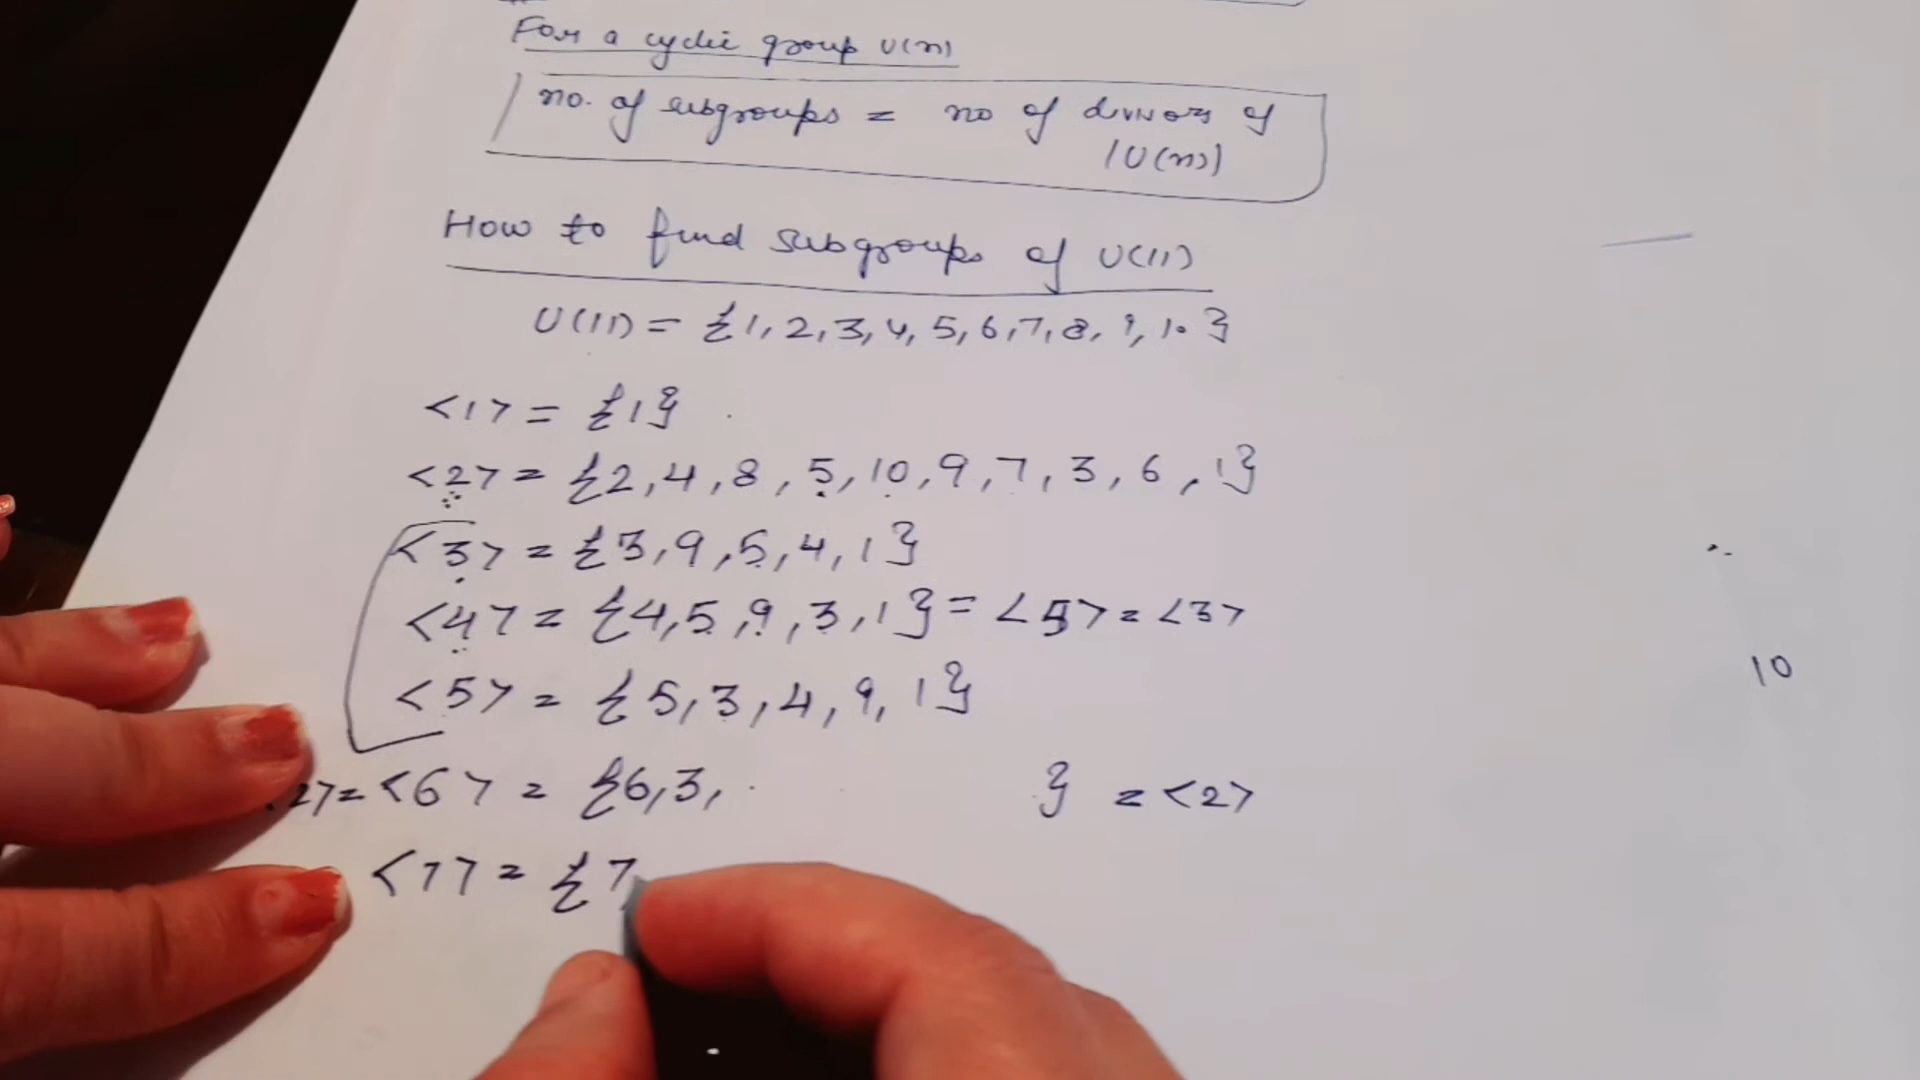 For a cyclic group U(n)
no. of subgroups = no of divisors of
|U(n)|
How to find subgroups of U(11)
U(11) = {1, 2, 3, 4, 5, 6, 7, 8, 9, 10}
<1> = {1}
<2> = {2, 4, 8, 5, 10, 9, 7, 3, 6, 1}
<3> = {3, 9, 5, 4, 1}
<4> = {4, 5, 9, 3, 1} = <5> = <3>
10
<5> = {5, 3, 4, 9, 1}
<2> = <6> = {6, 3, } = <2>
<7> = {7,